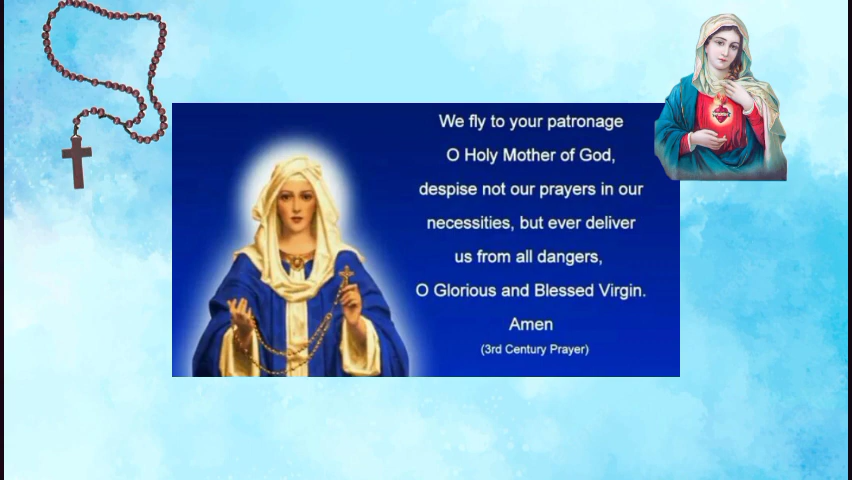 We fly to your patronage
O Holy Mother of God,
despise not our prayers in our
necessities, but ever deliver
us from all dangers,
O Glorious and Blessed Virgin.
Amen
(3rd Century Prayer)